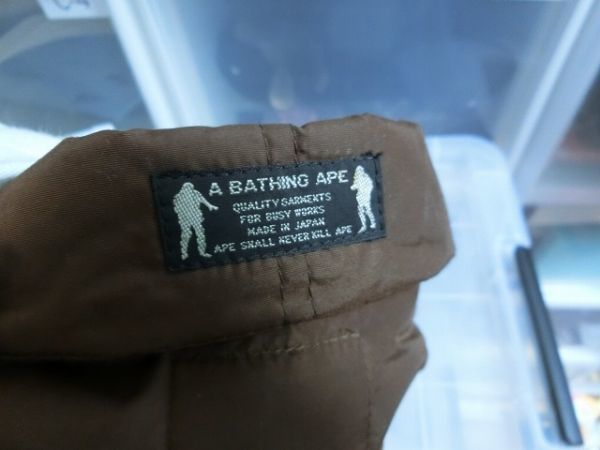 A BATHING APE
QUALITY GARMENTS
FOR BUSY WORKS
MADE IN JAPAN
APE SHALL NEVER KILL APE